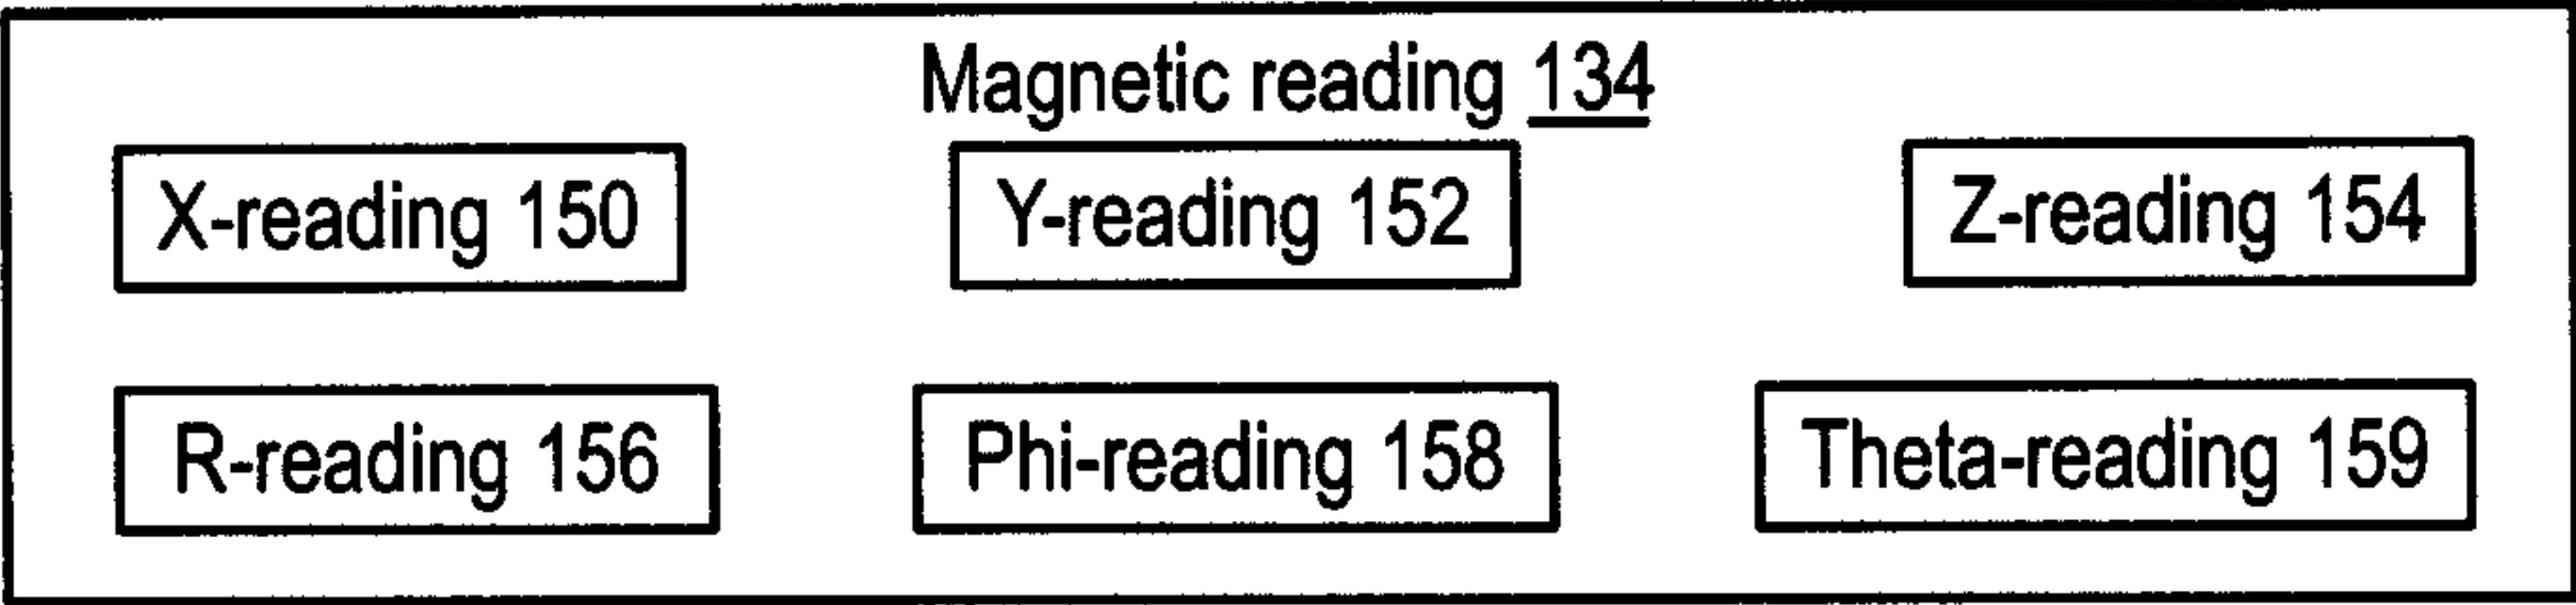 Magnetic reading 134
X-reading 150 Y-reading 152 Z-reading 154
R-reading 156 Phi-reading 158 Theta-reading 159